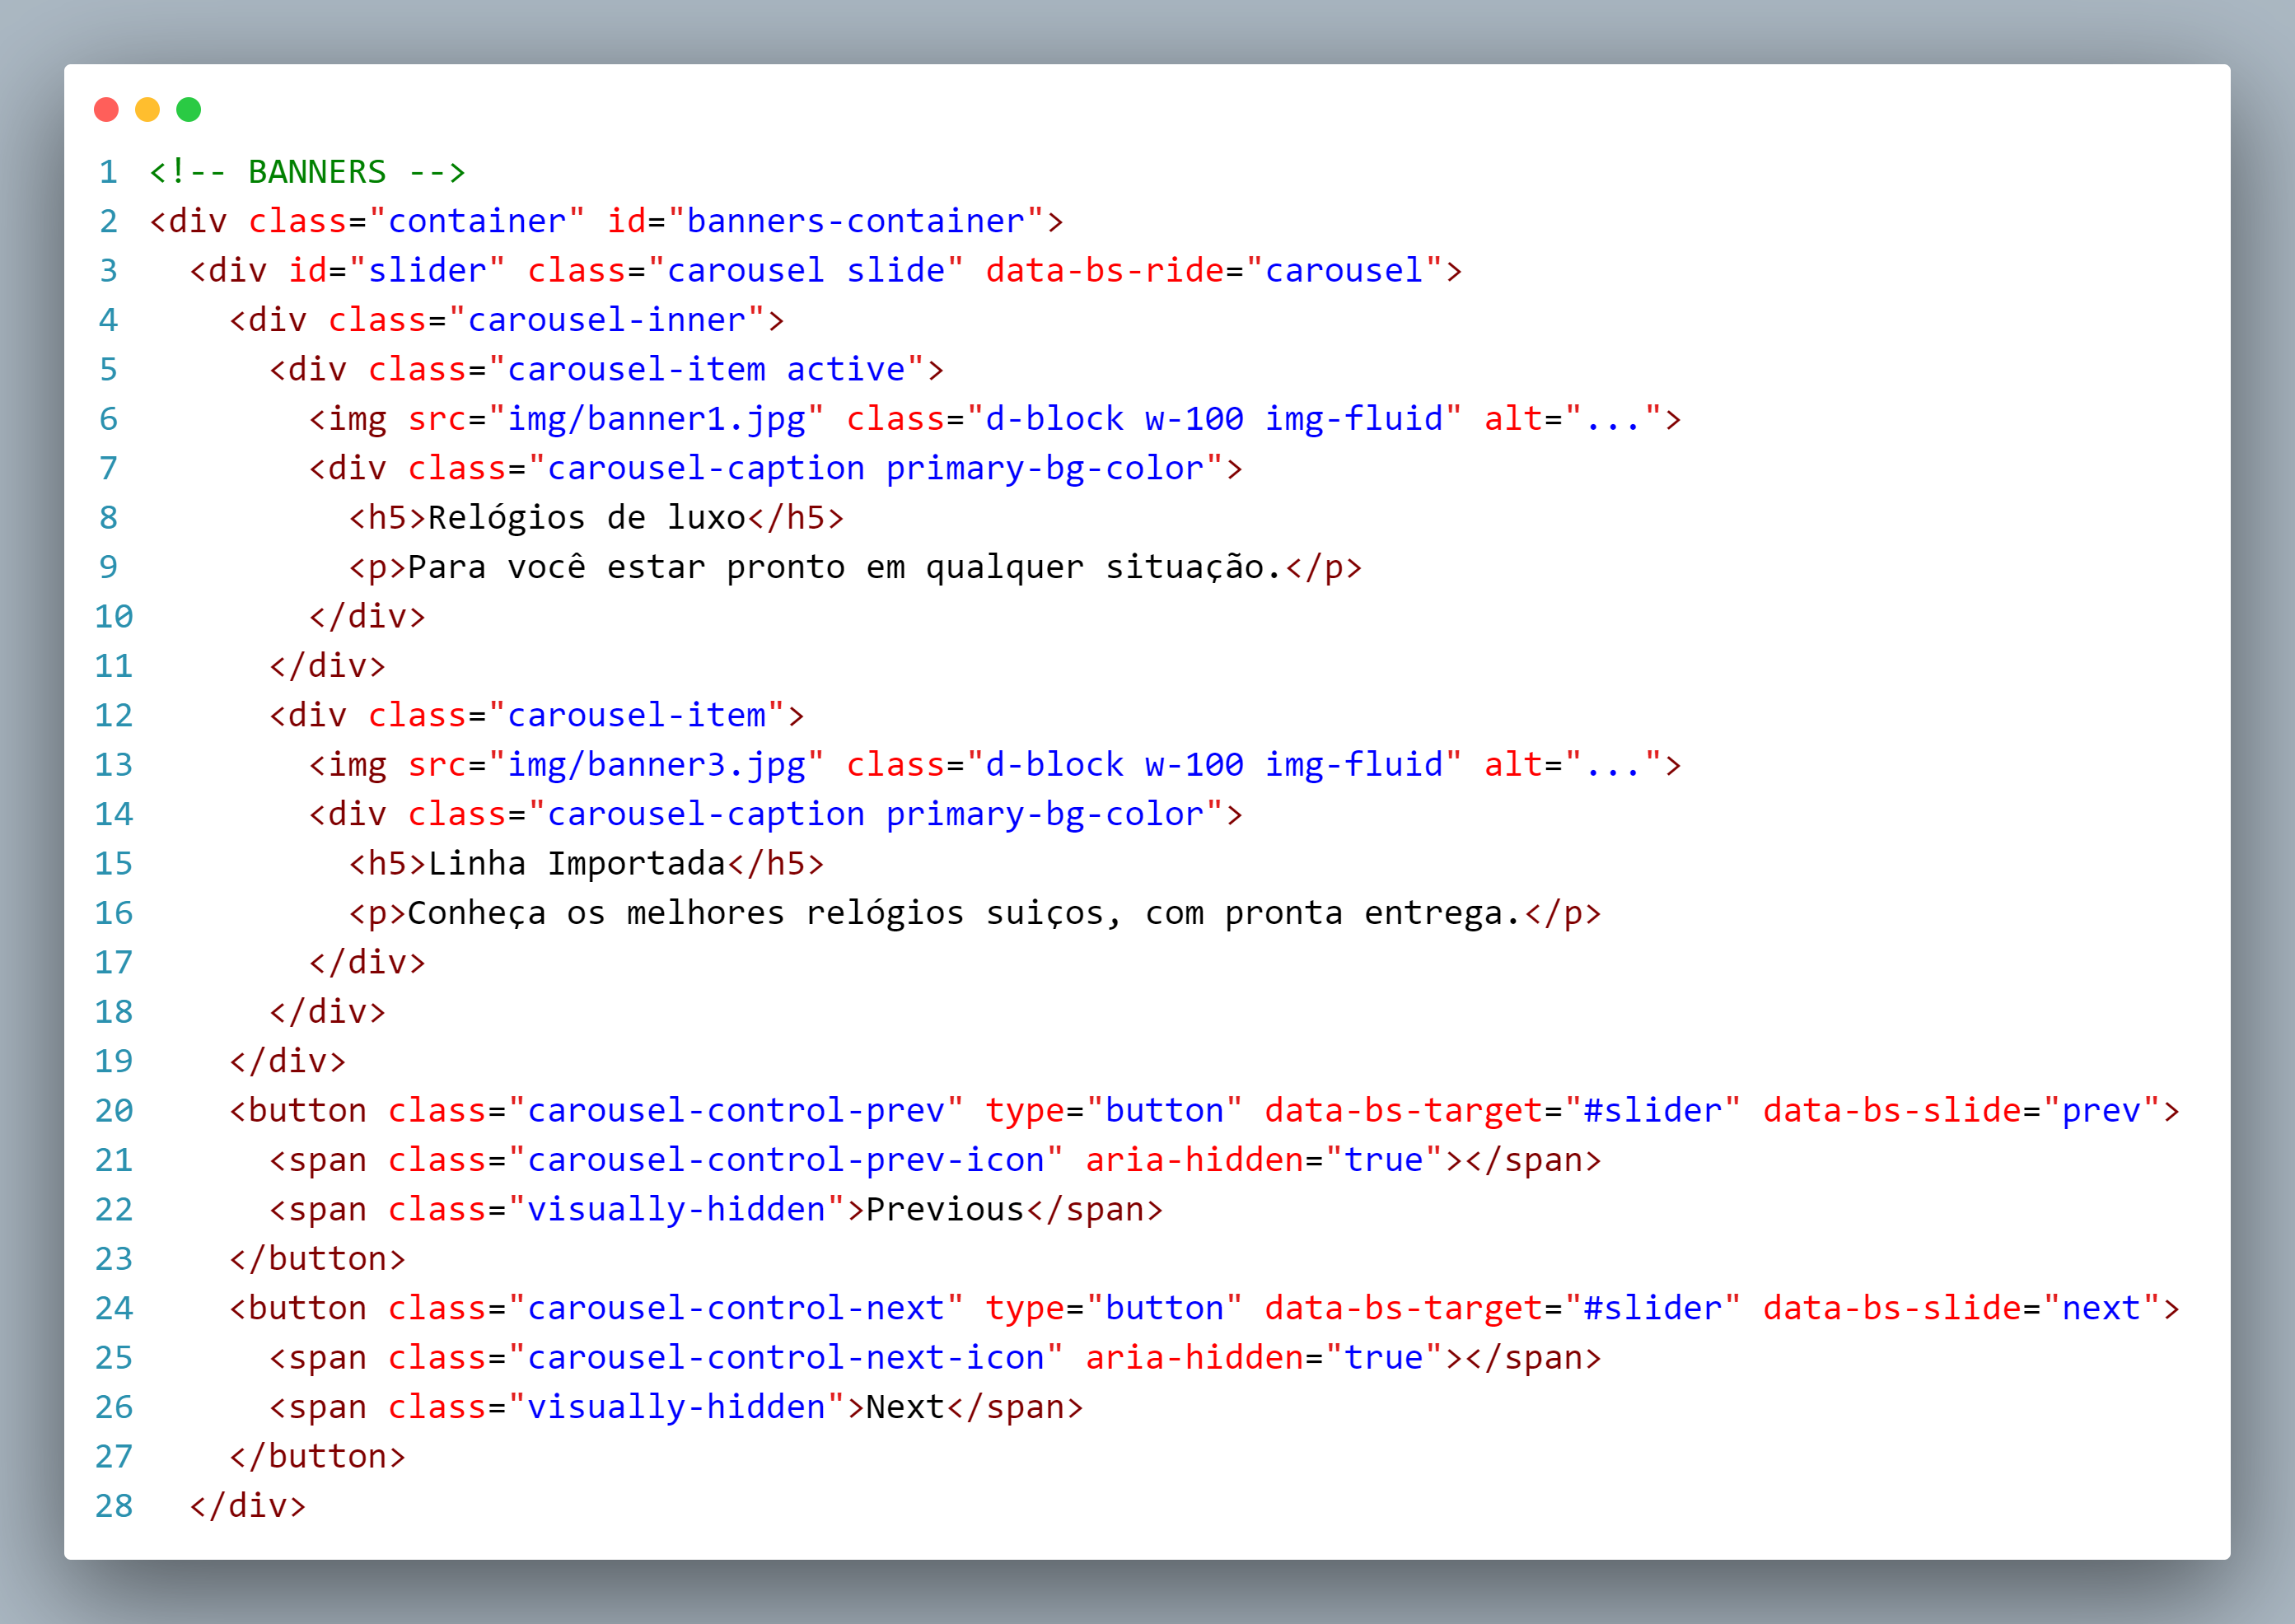 1 <!-- BANNERS -->
2 <div class="container" id="banners-container">
3   <div id="slider" class="carousel slide" data-bs-ride="carousel">
4     <div class="carousel-inner">
5       <div class="carousel-item active">
6         <img src="img/banner1.jpg" class="d-block w-100 img-fluid" alt="...">
7         <div class="carousel-caption primary-bg-color">
8           <h5>Relógios de luxo</h5>
9           <p>Para você estar pronto em qualquer situação.</p>
10         </div>
11       </div>
12       <div class="carousel-item">
13         <img src="img/banner3.jpg" class="d-block w-100 img-fluid" alt="...">
14         <div class="carousel-caption primary-bg-color">
15           <h5>Linha Importada</h5>
16           <p>Conheça os melhores relógios suiços, com pronta entrega.</p>
17         </div>
18       </div>
19     </div>
20     <button class="carousel-control-prev" type="button" data-bs-target="#slider" data-bs-slide="prev">
21       <span class="carousel-control-prev-icon" aria-hidden="true"></span>
22       <span class="visually-hidden">Previous</span>
23     </button>
24     <button class="carousel-control-next" type="button" data-bs-target="#slider" data-bs-slide="next">
25       <span class="carousel-control-next-icon" aria-hidden="true"></span>
26       <span class="visually-hidden">Next</span>
27     </button>
28   </div>